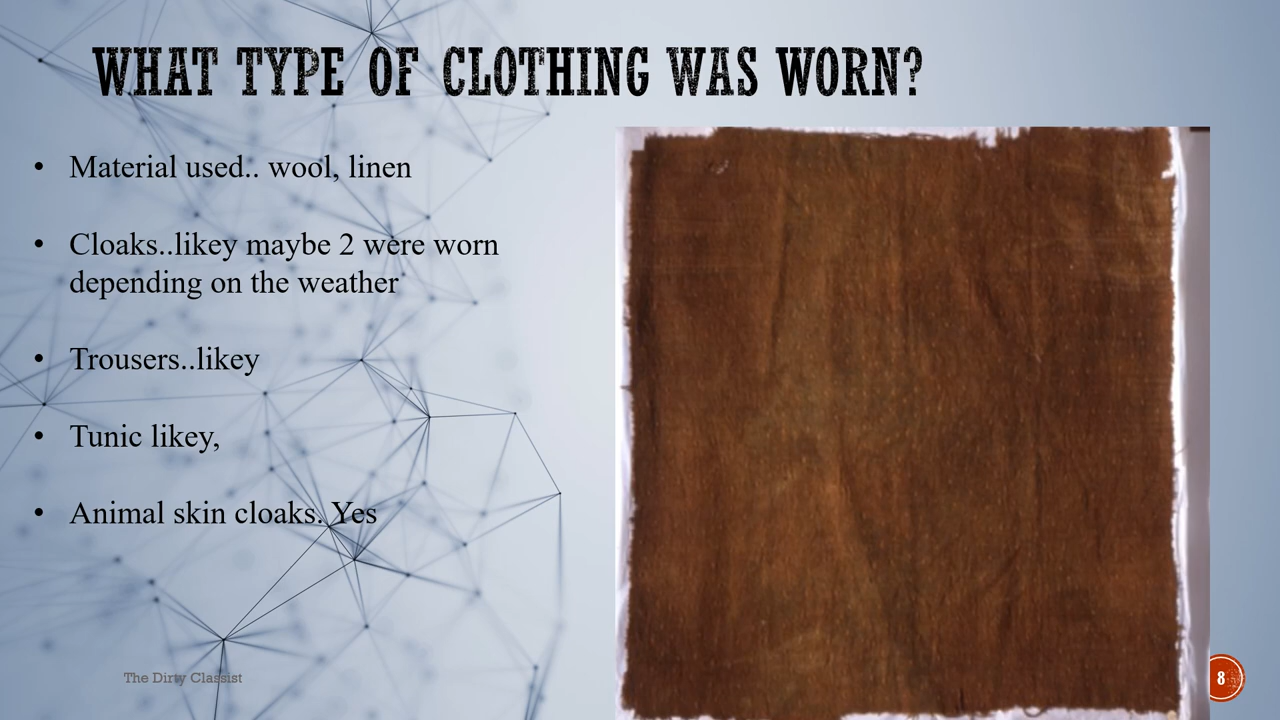 WHAT TYPE OF CLOTHING WAS WORN?
• Material used.. wool, linen
• Cloaks..likey maybe 2 were worn
depending on the weather
• Trousers..likey
• Tunic likey,
• Animal skin cloaks. Yes
The Dirty Classist
8